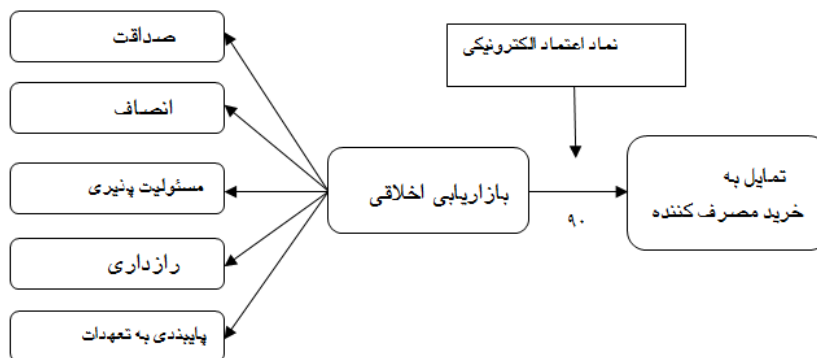 صداقت
نماد اعتماد الکترونیکی
انصاف
مسئولیت پذیری
بازاریابی اخلاقی
تمایل به
خرید مصرف کننده
۹۰
رازداری
پایبندی به تعهدات